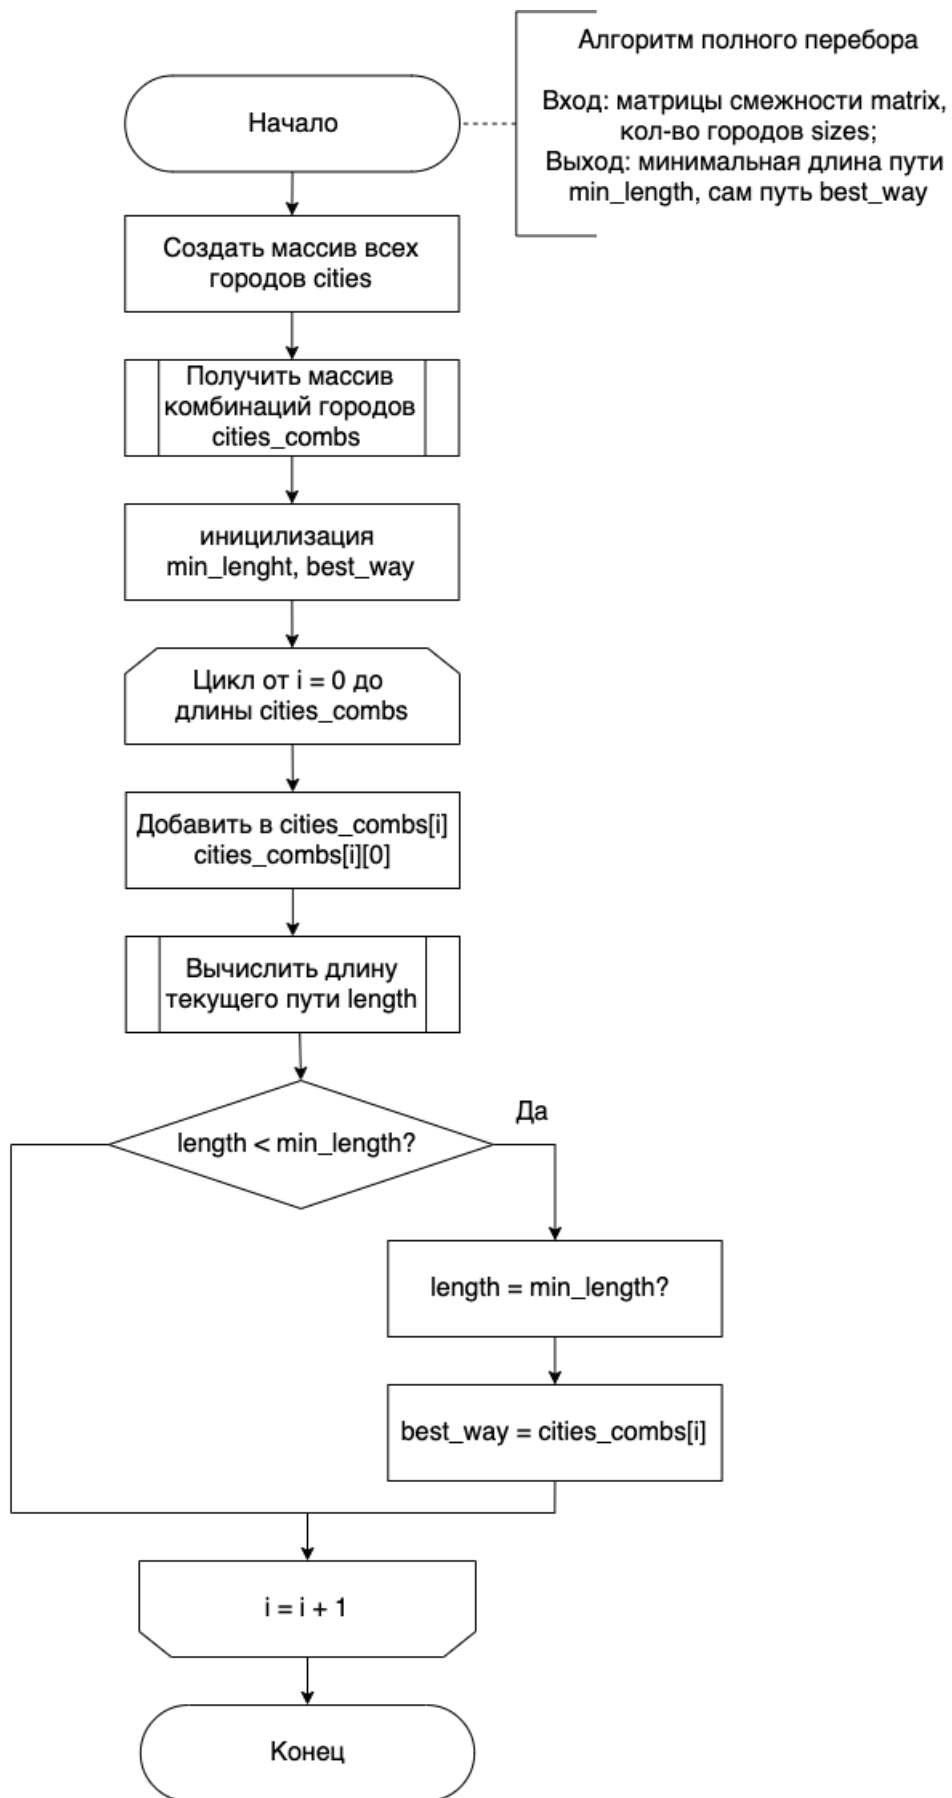 Алгоритм полного перебора
Вход: матрицы смежности matrix,
кол-во городов sizes;
Выход: минимальная длина пути
min_length, сам путь best_way
Начало
Создать массив всех
городов cities
Получить массив
комбинаций городов
cities_combs
иницилизация
min_lenght, best_way
Цикл от i = 0 до
длины cities_combs
Добавить в cities_combs[i]
cities_combs[i][0]
Вычислить длину
текущего пути length
Да
length < min_length?
length = min_length?
best_way = cities_combs[i]
i = i + 1
Конец